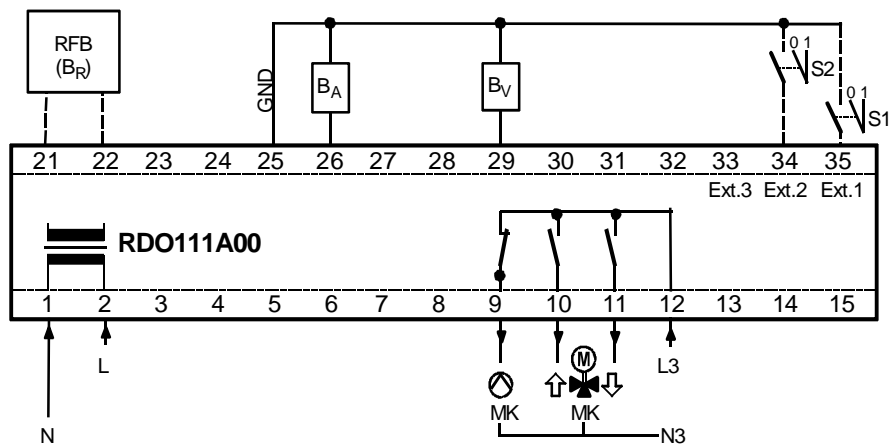 RFB
(BR)
GND
BA
BV
0 1
S2
0 1
S1
21 22 23 24 25 26 27 28 29 30 31 32 33 34 35
Ext.3 Ext.2 Ext.1
RDO111A00
1 2 3 4 5 6 7 8 9 10 11 12 13 14 15
L
M
L3
MK MK
N
N3